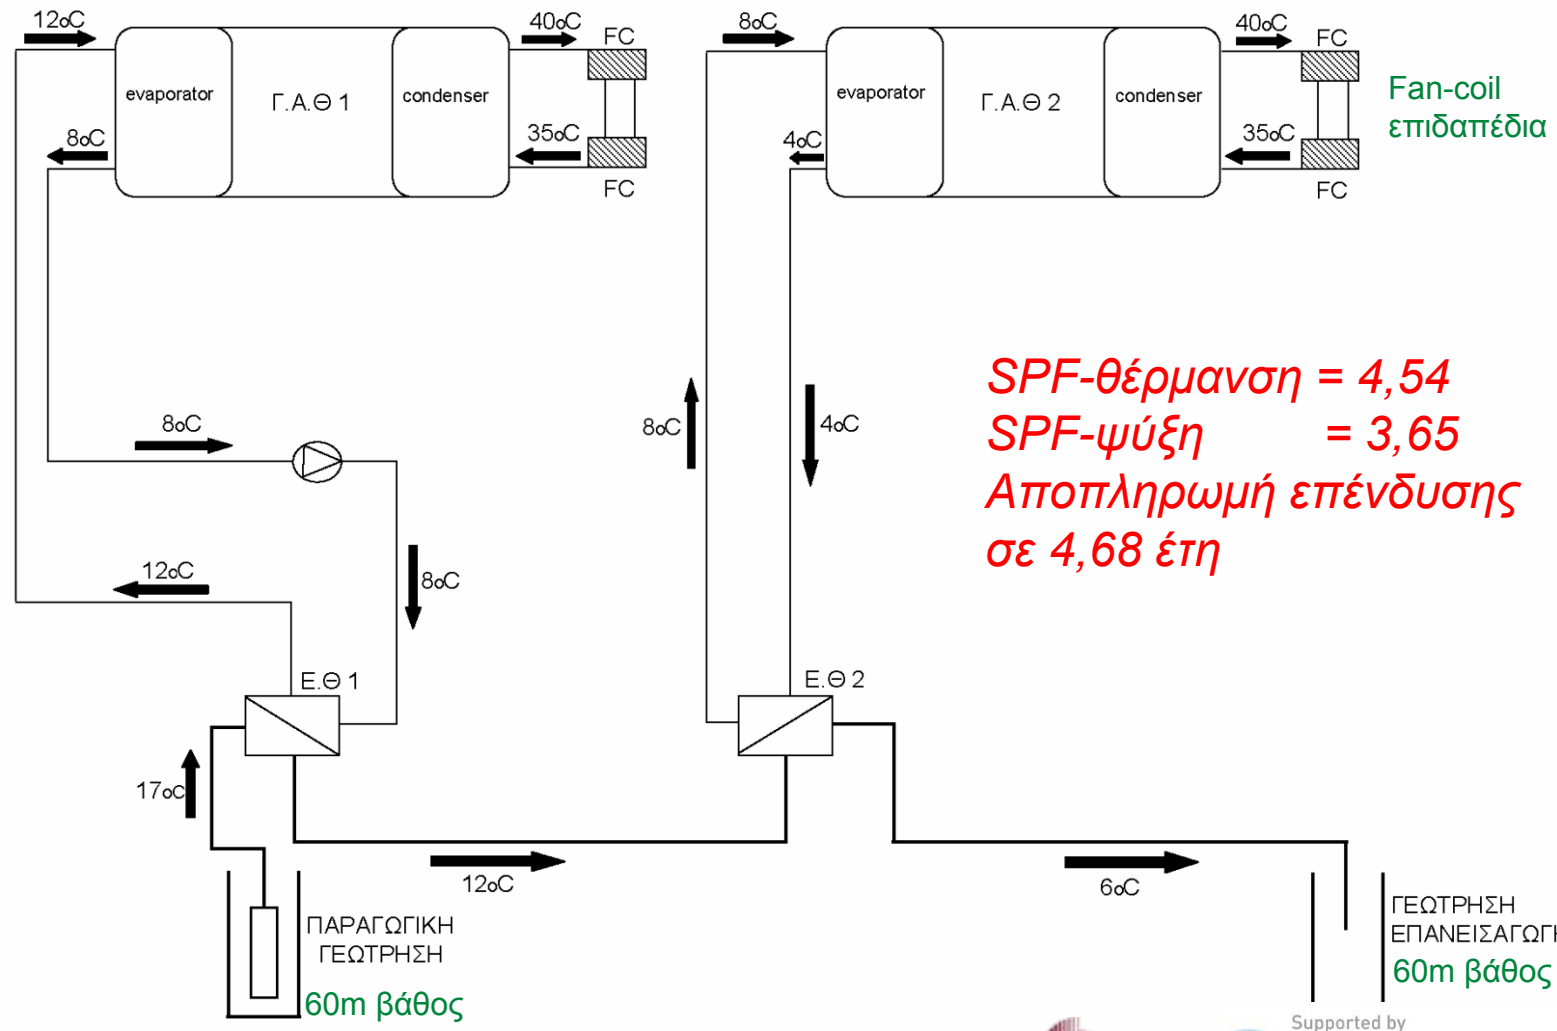 12oC
40oC
FC
evaporator
Γ.Α.Θ 1
condenser
8oC
35oC
FC
8oC
40oC
FC
evaporator
Γ.Α.Θ 2
condenser
4oC
35oC
FC
Fan-coil
επιδαπέδια
SPF-θέρμανση = 4,54
SPF-ψύξη = 3,65
Αποπληρωμή επένδυσης
σε 4,68 έτη
8oC
8oC
4oC
12oC
8oC
Ε.Θ 1
Ε.Θ 2
17oC
12oC
6oC
ΠΑΡΑΓΩΓΙΚΗ
ΓΕΩΤΡΗΣΗ
60m βάθος
ΓΕΩΤΡΗΣΗ
ΕΠΑΝΕΙΣΑΓΩΓΗ
60m βάθος
Supported by